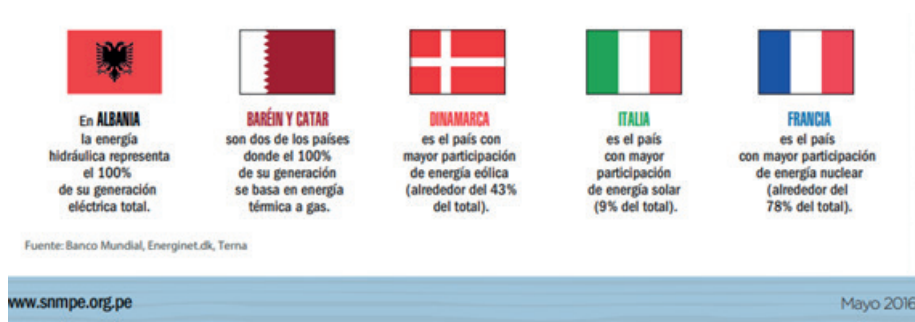 En ALBANIA
la energía
hidráulica representa
el 100%
de su generación
eléctrica total.
BARÉIN Y CATAR
son dos de los países
donde el 100%
de su generación
se basa en energía
térmica a gas.
DINAMARCA
es el país con
mayor participación
de energía eólica
(alrededor del 43%
del total).
ITALIA
es el país
con mayor
participación
de energía solar
(9% del total).
FRANCIA
es el país
con mayor participación
de energía nuclear
(alrededor del
78% del total).
Fuente: Banco Mundial, Energinet.dk, Terna
www.snmpe.org.pe
Mayo 2016